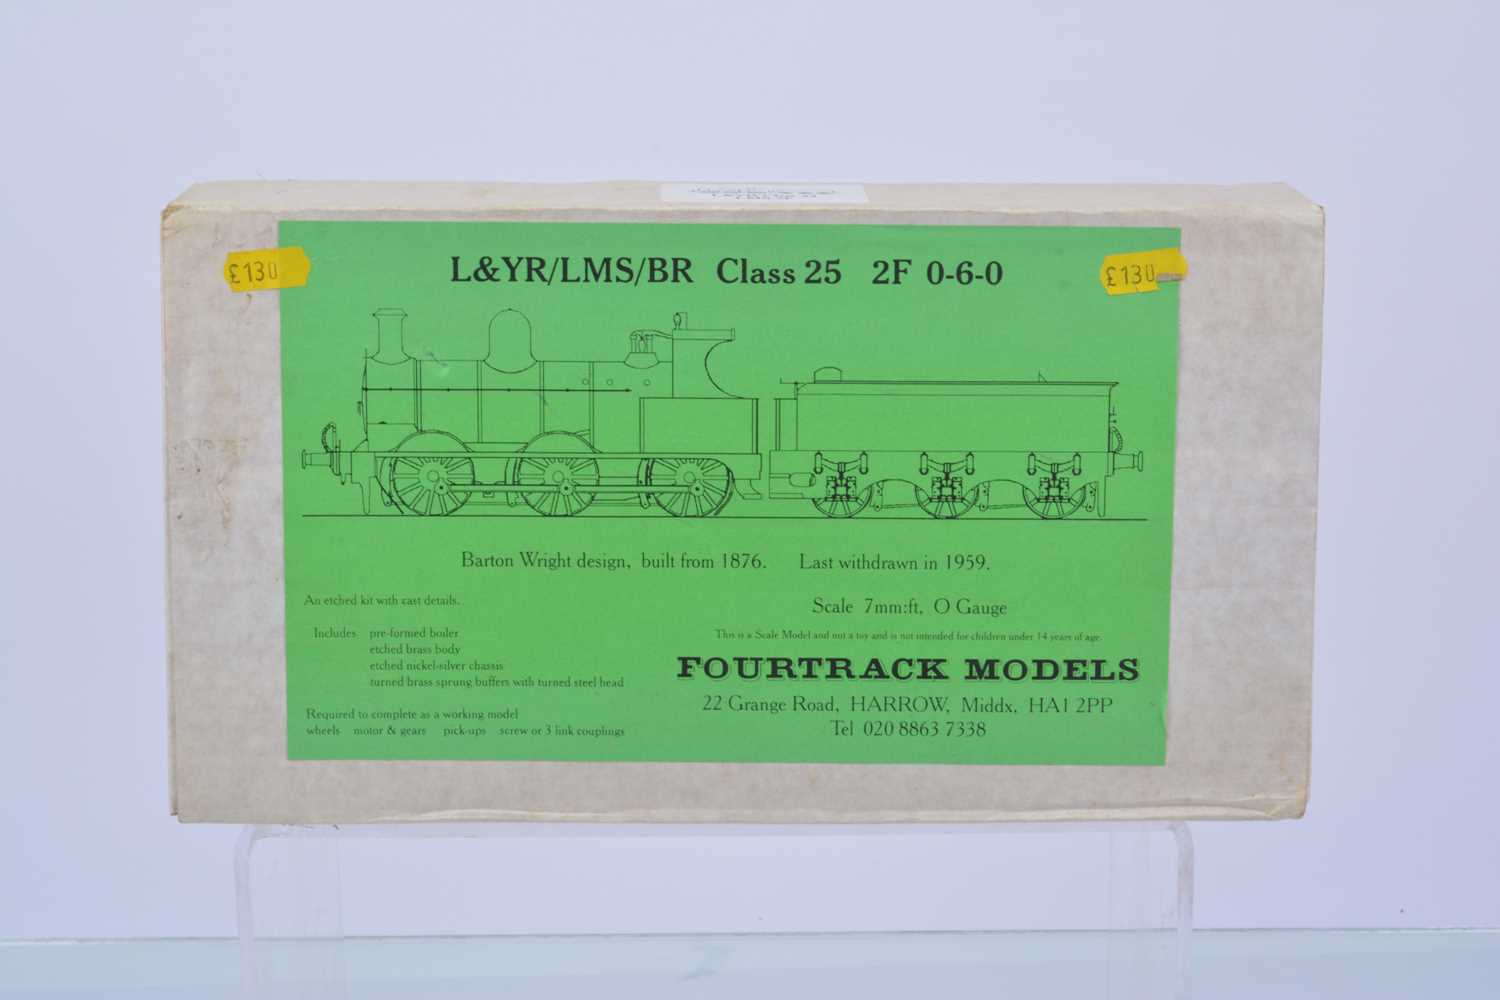 £130
£130
L&YR/LMS/BR Class 25 2F 0-6-0
Barton Wright design, built from 1876. Last withdrawn in 1959.
An etched kit with cast details.
Includes pre-formed boiler
etched brass body
etched nickel-silver chassis
turned brass sprung buffers with turned steel head
Required to complete as a working model
wheels motor & gears pick-ups screw or 3 link couplings
Scale 7mm:ft, O Gauge
This is a Scale Model and not a toy and is not intended for children under 14 years of age.
FOURTRACK MODELS
22 Grange Road, HARROW, Middx, HA1 2PP
Tel 020 8863 7338